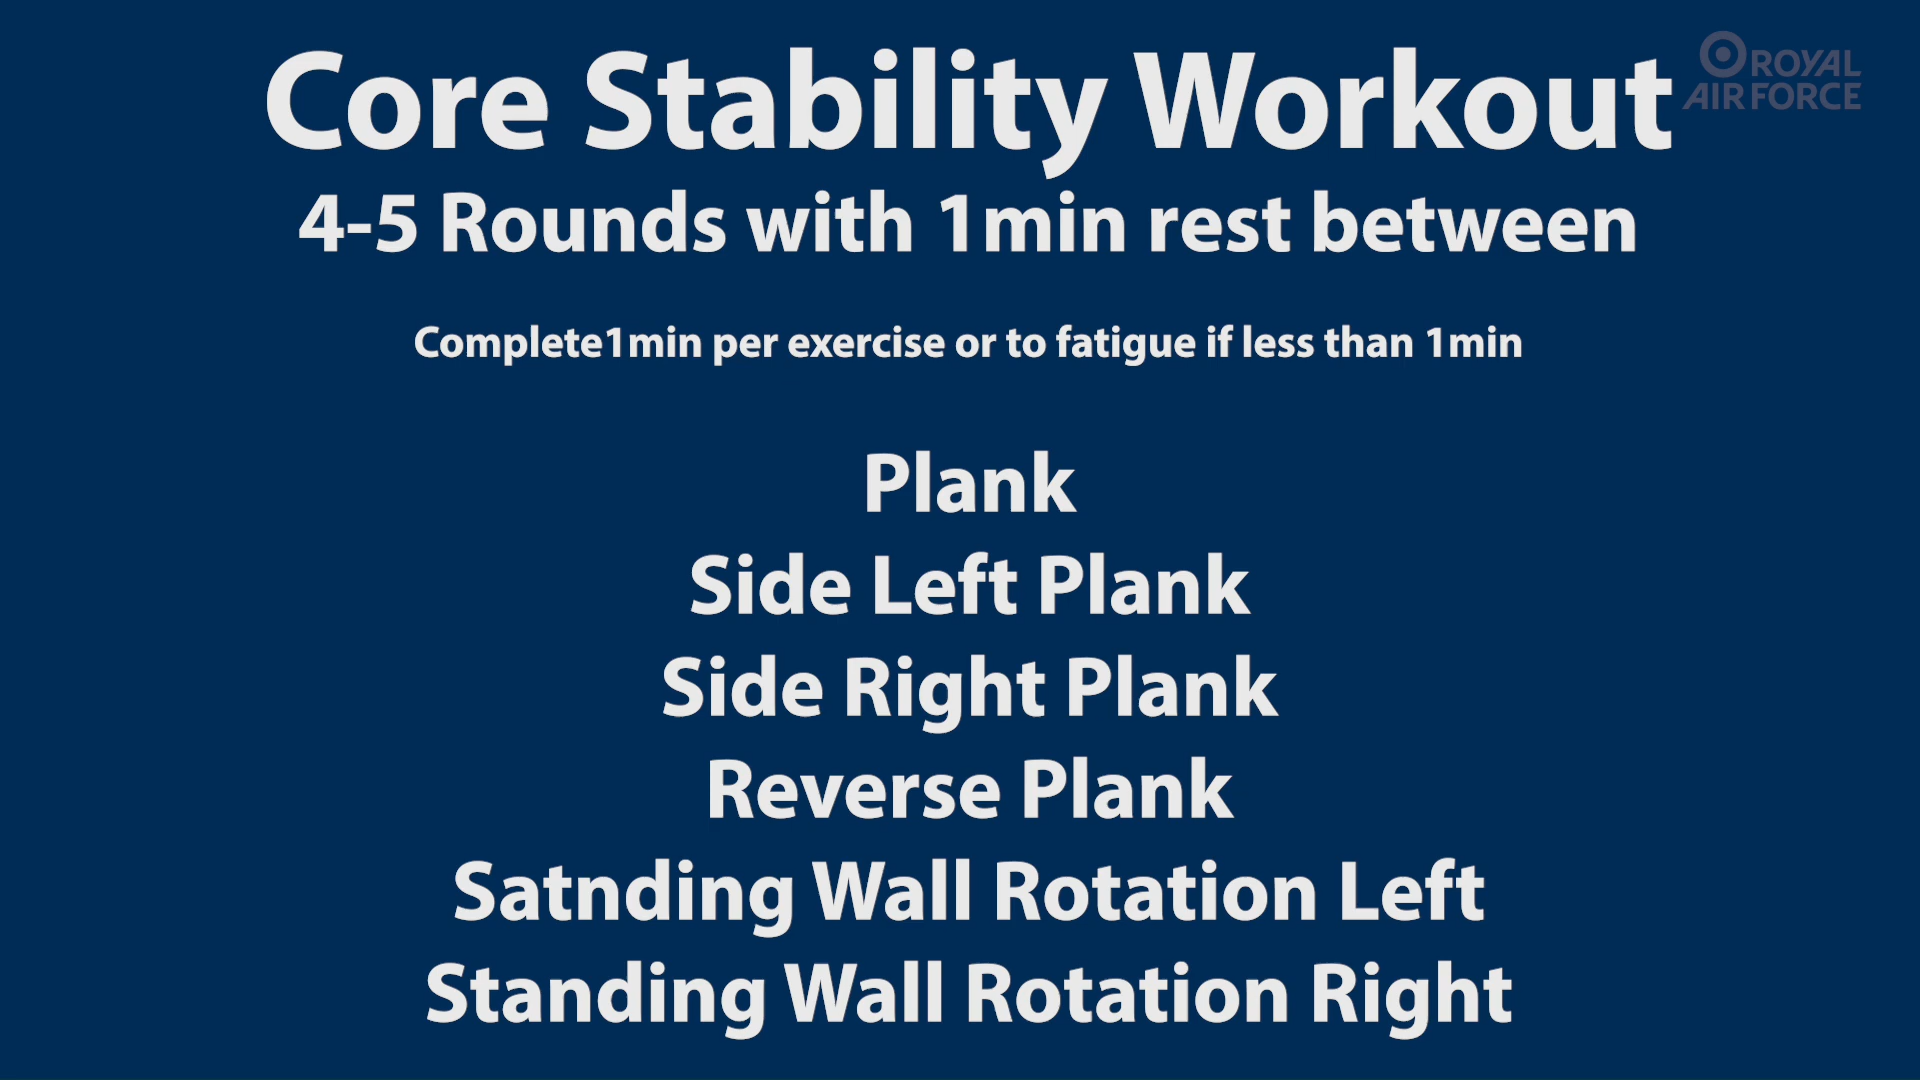 Core Stability Workout
ROYAL
AIR FORCE
4-5 Rounds with 1min rest between
Complete1min per exercise or to fatigue if less than 1min
Plank
Side Left Plank
Side Right Plank
Reverse Plank
Satnding Wall Rotation Left
Standing Wall Rotation Right